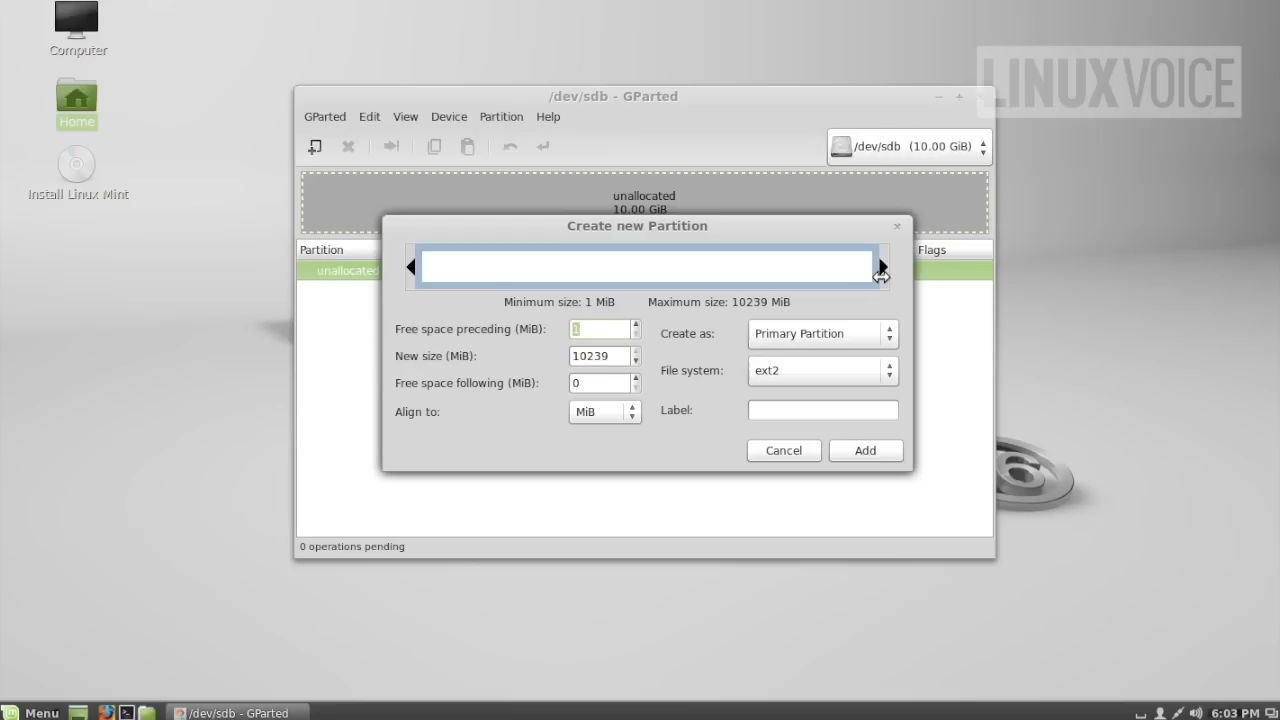 Computer
Home
Install Linux Mint
LINUXVOICE
/dev/sdb - GParted
GParted Edit View Device Partition Help
/dev/sdb (10.00 GiB)
unallocated
10.00 GiB
Partition
Flags
unallocated
Create new Partition
Minimum size: 1 MiB Maximum size: 10239 MiB
Free space preceding (MiB): 1
Create as: Primary Partition
New size (MiB): 10239
File system: ext2
Free space following (MiB): 0
Align to: MiB
Label:
Cancel Add
0 operations pending
Menu
/dev/sdb - GParted
6:03 PM